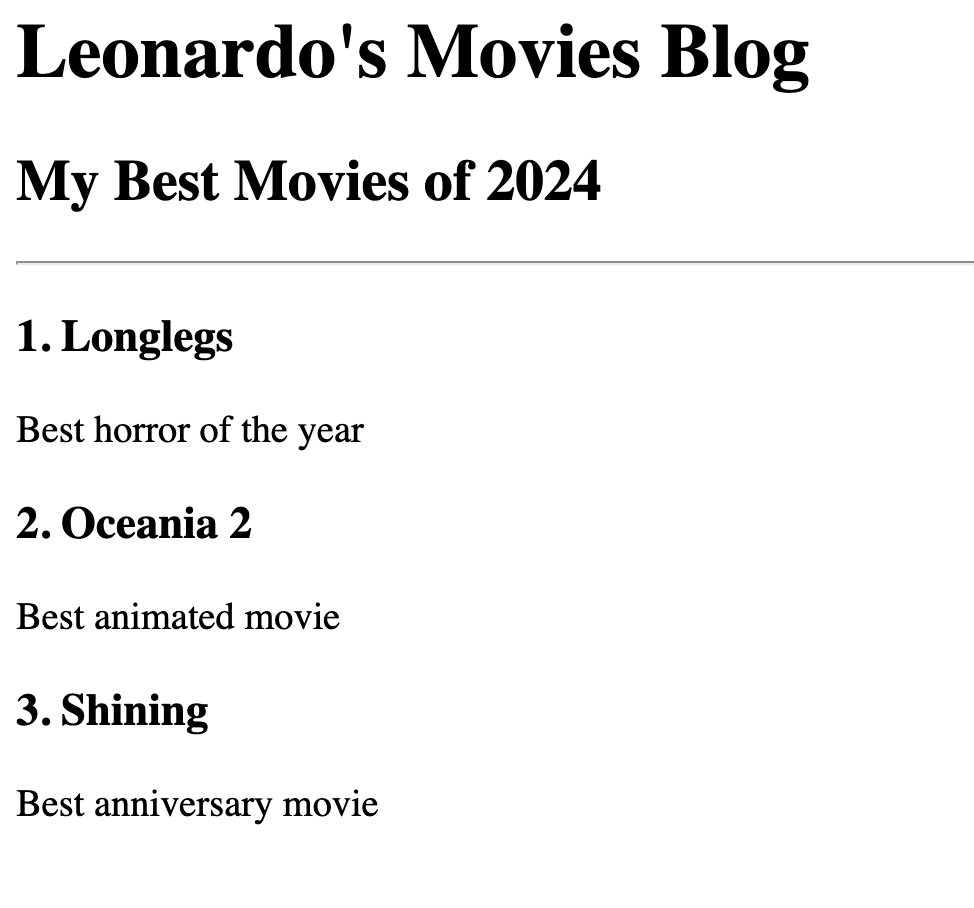 Leonardo's Movies Blog
My Best Movies of 2024
1. Longlegs
Best horror of the year
2. Oceania 2
Best animated movie
3. Shining
Best anniversary movie